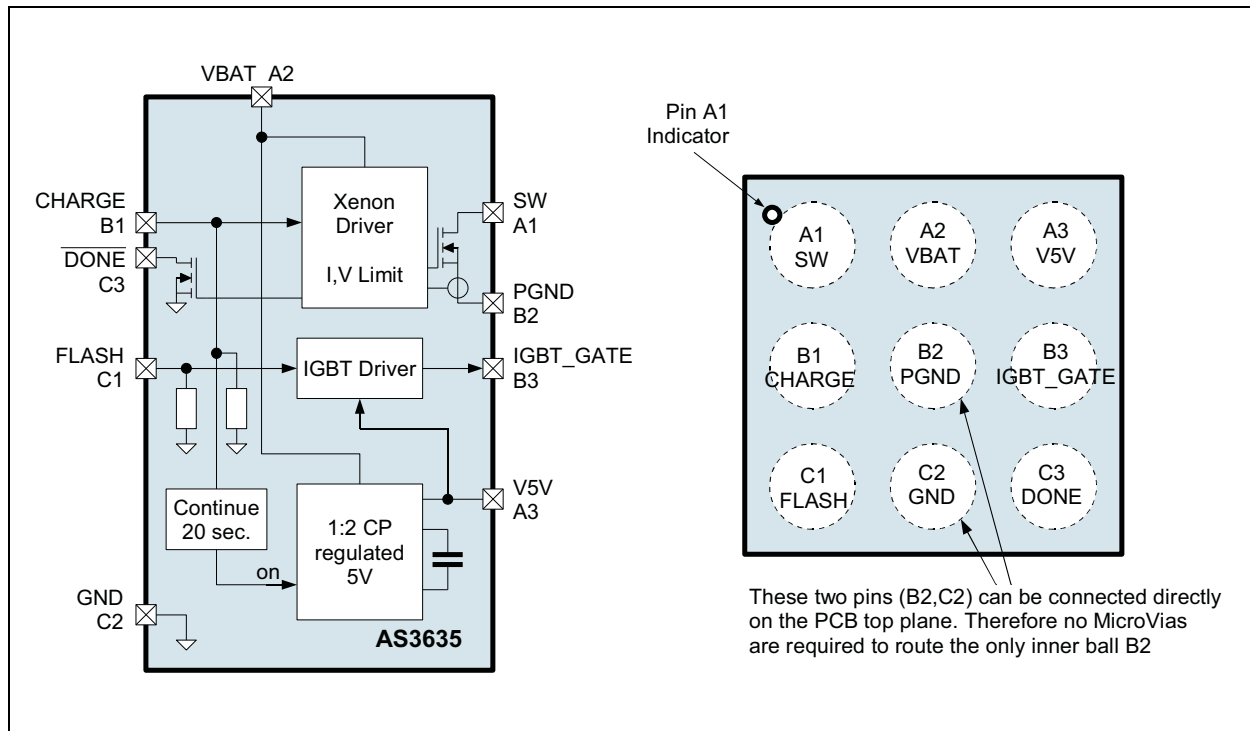 VBAT A2
CHARGE
B1
DONE
C3
FLASH
C1
GND
C2
Xenon
Driver
I,V Limit
IGBT Driver
Continue
20 sec.
on
1:2 CP
regulated
5V
SW
A1
PGND
B2
IGBT_GATE
B3
V5V
A3
AS3635
Pin A1
Indicator
A1
SW
A2
VBAT
A3
V5V
B1
CHARGE
B2
PGND
B3
IGBT_GATE
C1
FLASH
C2
GND
C3
DONE
These two pins (B2,C2) can be connected directly
on the PCB top plane. Therefore no MicroVias
are required to route the only inner ball B2